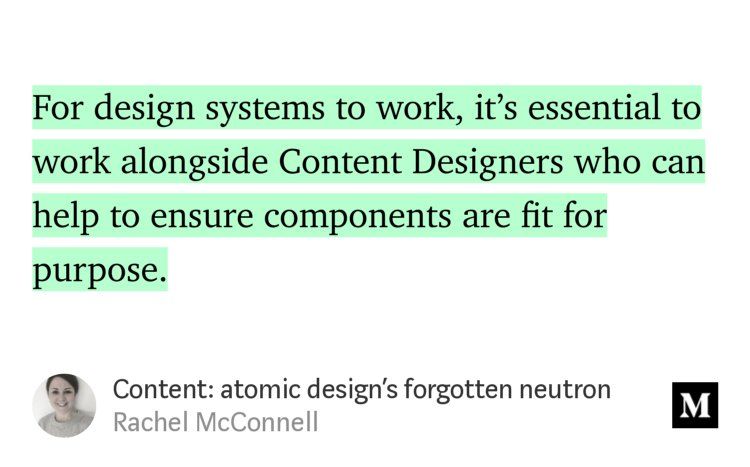 For design systems to work, it’s essential to
work alongside Content Designers who can
help to ensure components are fit for
purpose.
Content: atomic design’s forgotten neutron
Rachel McConnell
M